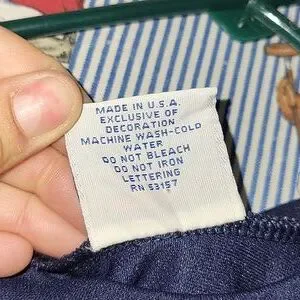 MADE IN U.S.A.
EXCLUSIVE OF
DECORATION
MACHINE WASH-COLD
WATER
DO NOT BLEACH
DO NOT IRON
LETTERING
RN 53157